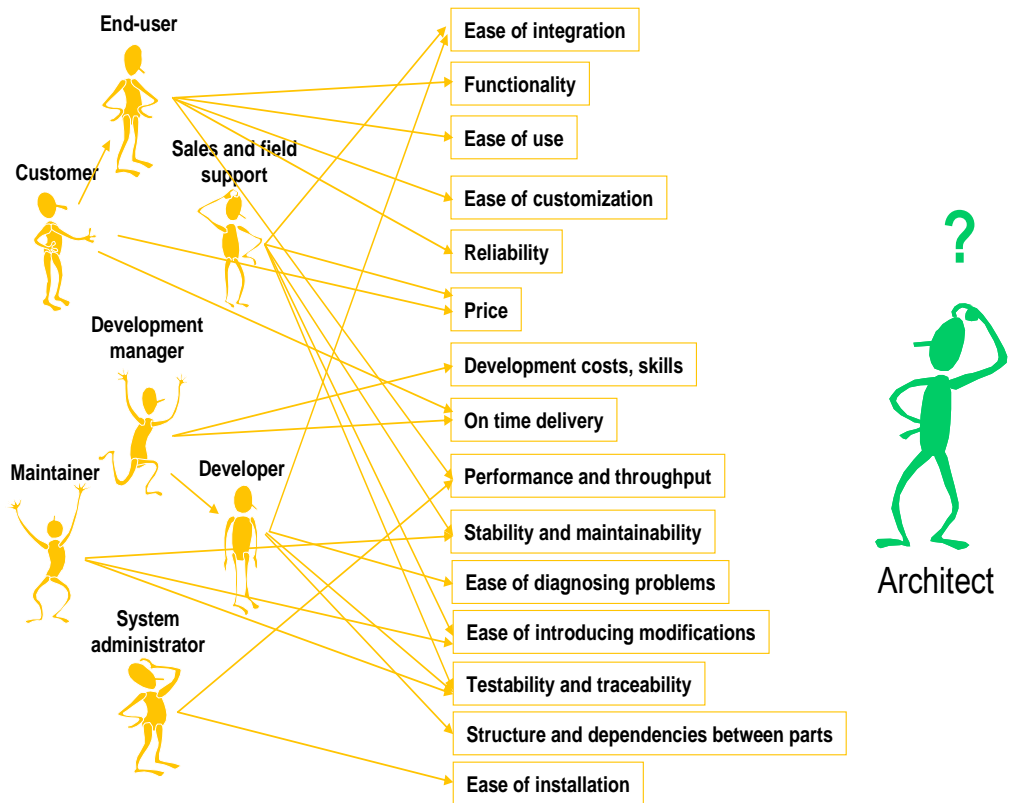 End-user
Sales and field
support
Customer
Development
manager
Maintainer
Developer
System
administrator
Ease of integration
Functionality
Ease of use
Ease of customization
Reliability
Price
Development costs, skills
On time delivery
Performance and throughput
Stability and maintainability
Ease of diagnosing problems
Ease of introducing modifications
Testability and traceability
Structure and dependencies between parts
Ease of installation
?
Architect